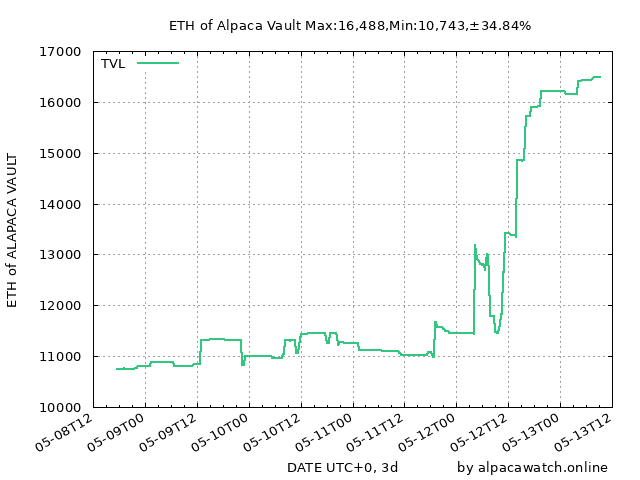 ETH of Alpaca Vault Max:16,488,Min:10,743,±34.84%
TVL
17000
16000
15000
14000
13000
12000
11000
10000
ETH of ALAPACA VAULT
05-08T12
05-09T00
05-09T12
05-10T00
05-10T12
05-11T00
05-11T12
05-12T00
05-12T12
05-13T00
05-13T12
DATE UTC+0, 3d
by alpacawatch.online